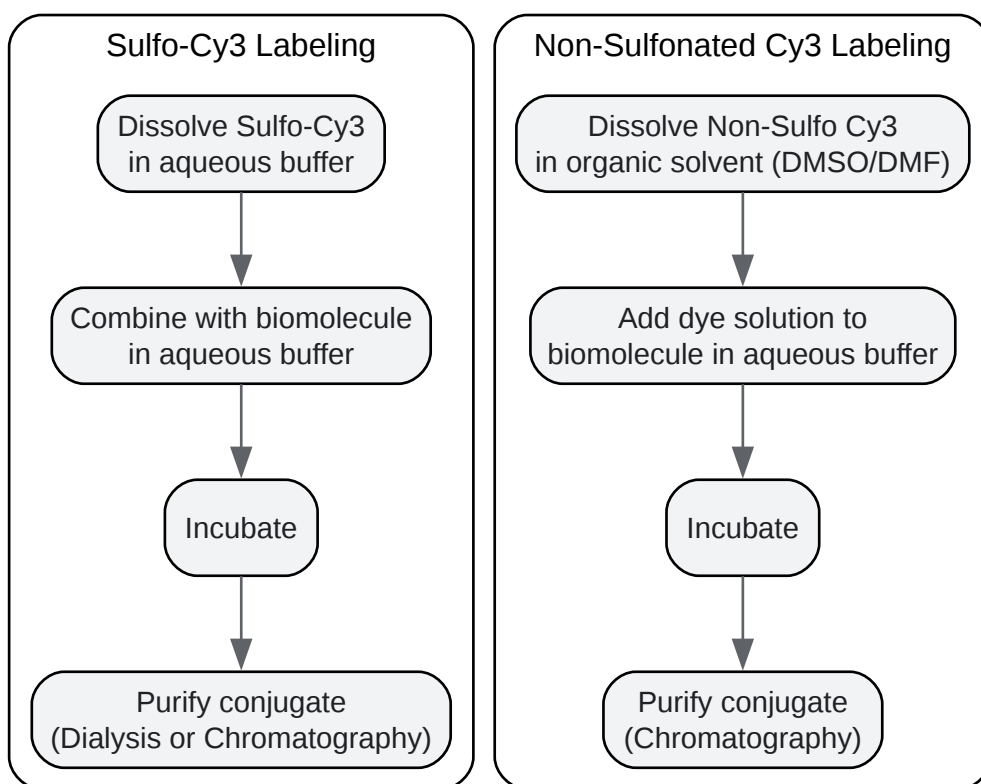 Sulfo-Cy3 Labeling
Dissolve Sulfo-Cy3
in aqueous buffer
Combine with biomolecule
in aqueous buffer
Incubate
Purify conjugate
(Dialysis or Chromatography)
Non-Sulfonated Cy3 Labeling
Dissolve Non-Sulfo Cy3
in organic solvent (DMSO/DMF)
Add dye solution to
biomolecule in aqueous buffer
Incubate
Purify conjugate
(Chromatography)